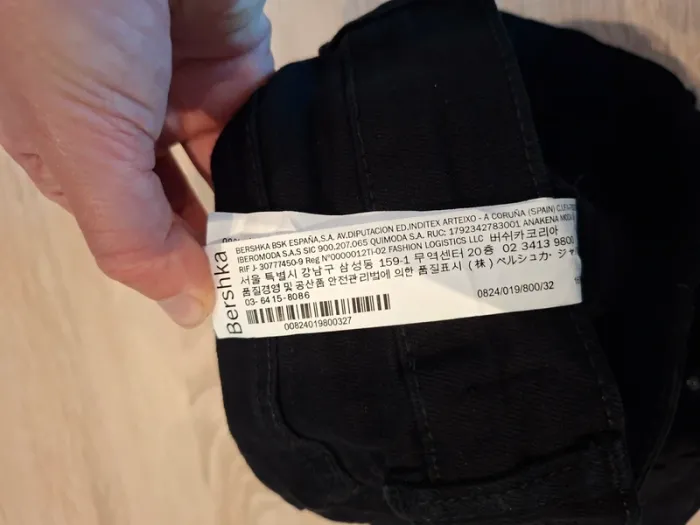 Bershka
BERSHKA BSK ESPAÑA,S.A. AV.DIPUTACION ED.INDITEX ARTEIXO - A CORUÑA (SPAIN)
IBEROMODA S.A.S SIC 900.207.065 QUIMODA S.A. RUC: 1792342783001 ANAKENA
RIF J- 30777450-9 Reg Nº0000012TI-02 FASHION LOGISTICS LLC 버쉬카코리아
서울 특별시 강남구 삼성동 159-1 무역센터 20층 02 3413 9800
품질경영 및 공산품 안전관리법에 의한 품질표시 (株) ベルシュカ・ジャ
03- 6415-8086
0824/019/800/32
00824019800327